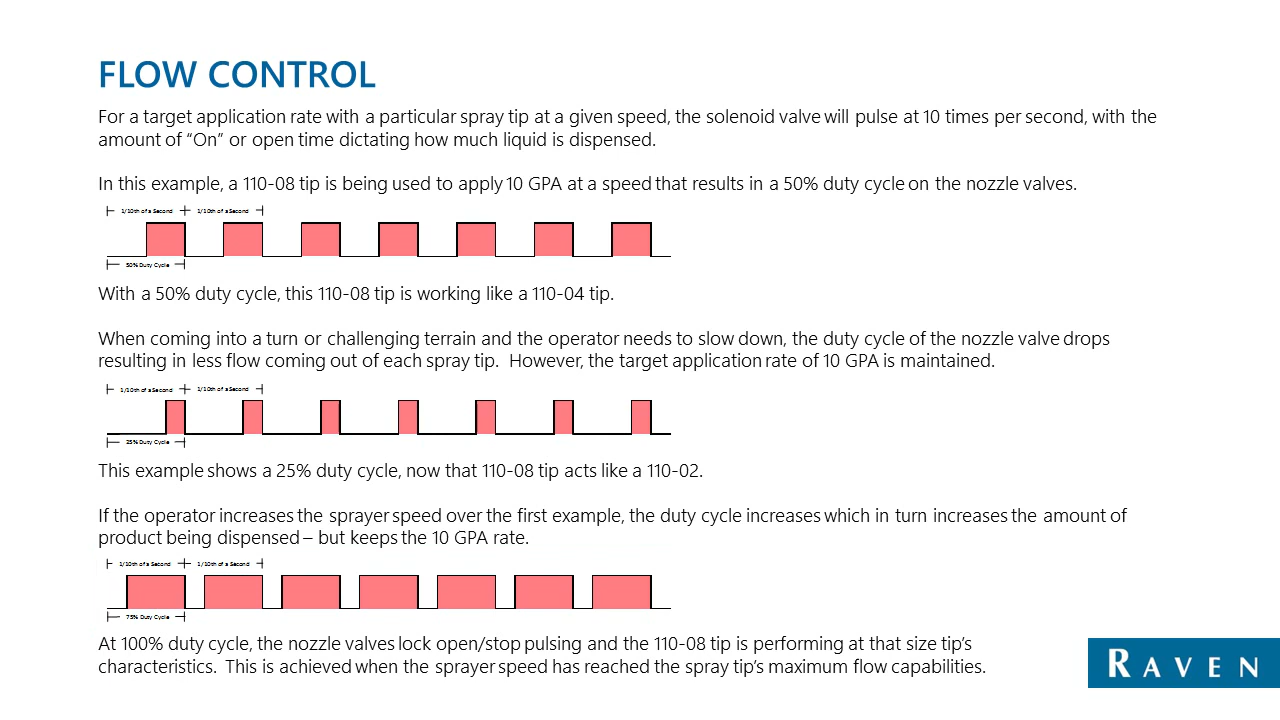 FLOW CONTROL
For a target application rate with a particular spray tip at a given speed, the solenoid valve will pulse at 10 times per second, with the
amount of “On” or open time dictating how much liquid is dispensed.
In this example, a 110-08 tip is being used to apply 10 GPA at a speed that results in a 50% duty cycle on the nozzle valves.
1/10th of a Second 1/10th of a Second
50% Duty Cycle
With a 50% duty cycle, this 110-08 tip is working like a 110-04 tip.
When coming into a turn or challenging terrain and the operator needs to slow down, the duty cycle of the nozzle valve drops
resulting in less flow coming out of each spray tip. However, the target application rate of 10 GPA is maintained.
1/10th of a Second 1/10th of a Second
25% Duty Cycle
This example shows a 25% duty cycle, now that 110-08 tip acts like a 110-02.
If the operator increases the sprayer speed over the first example, the duty cycle increases which in turn increases the amount of
product being dispensed – but keeps the 10 GPA rate.
1/10th of a Second 1/10th of a Second
75% Duty Cycle
At 100% duty cycle, the nozzle valves lock open/stop pulsing and the 110-08 tip is performing at that size tip’s
characteristics. This is achieved when the sprayer speed has reached the spray tip’s maximum flow capabilities.
RAVEN